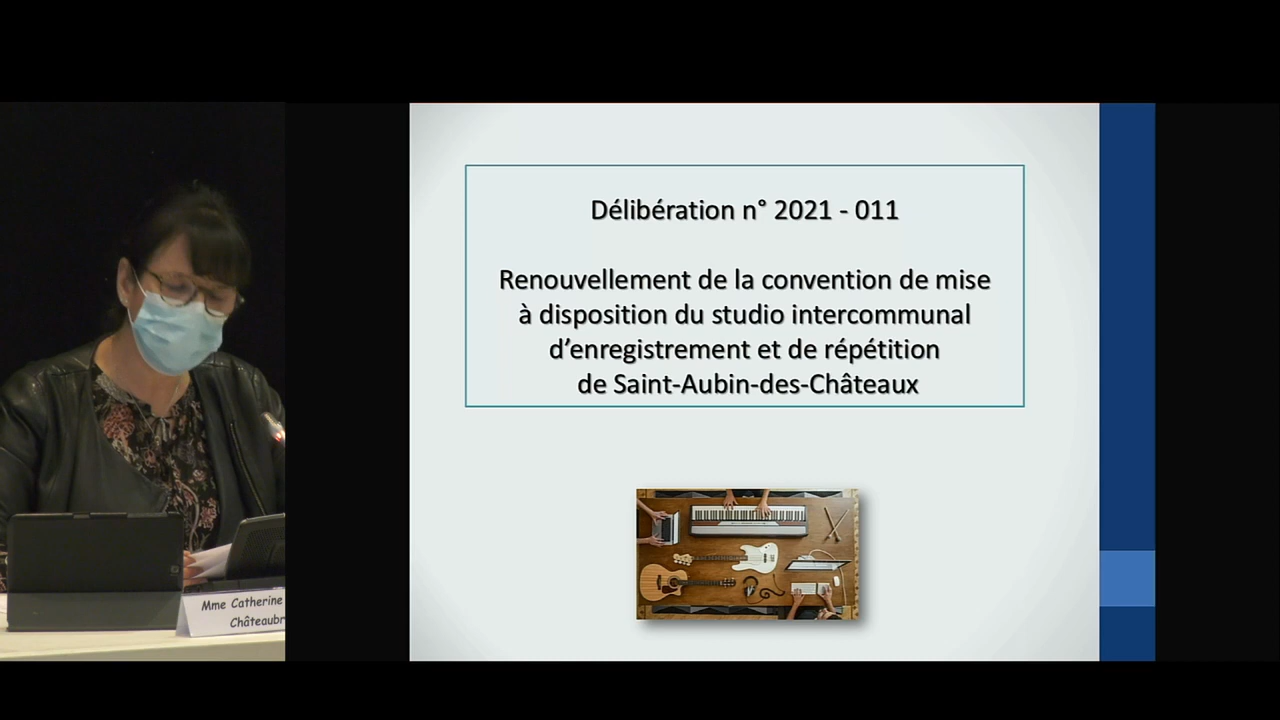 Délibération n° 2021 - 011
Renouvellement de la convention de mise
à disposition du studio intercommunal
d’enregistrement et de répétition
de Saint-Aubin-des-Châteaux
Mme Catherine
Châteaubr